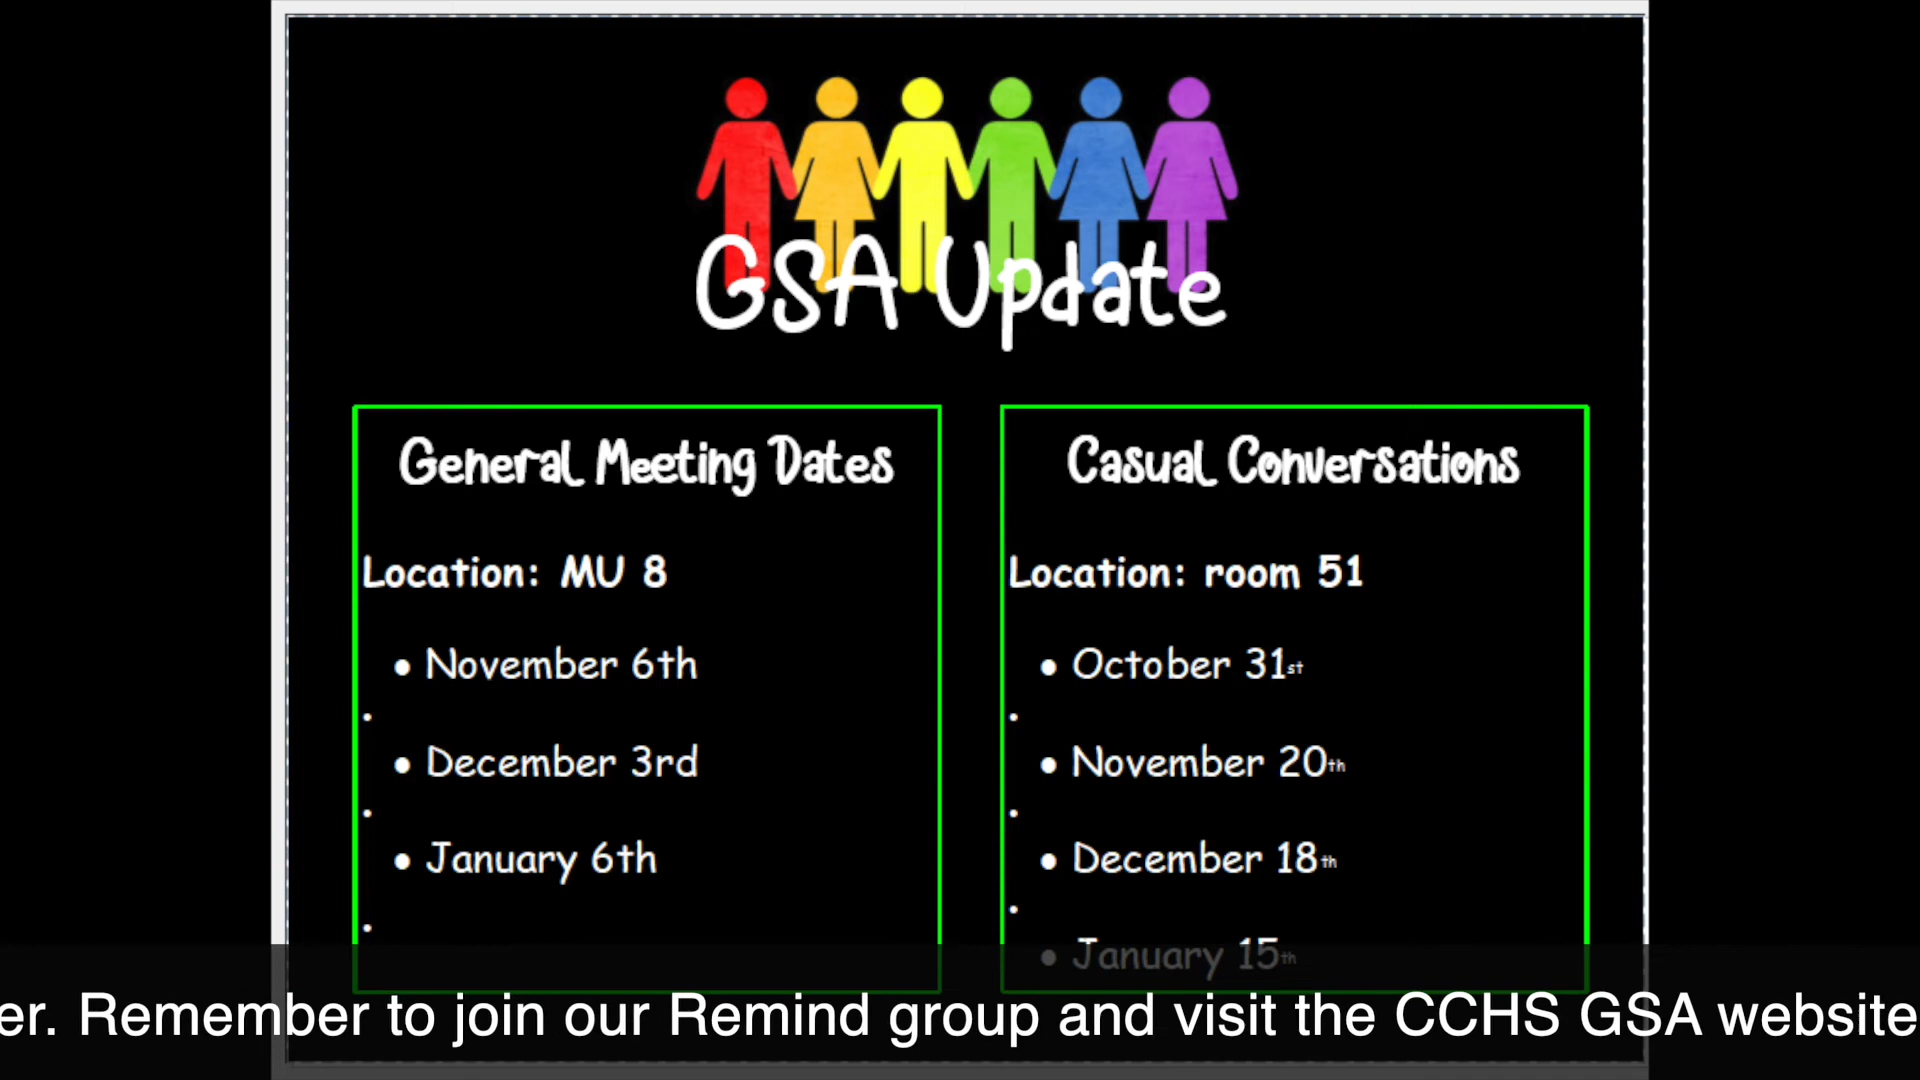 GSA Update
General Meeting Dates
Location: MU 8
• November 6th
•
• December 3rd
•
• January 6th
•
Casual Conversations
Location: room 51
• October 31st
•
• November 20th
•
• December 18th
•
• January 15th
er. Remember to join our Remind group and visit the CCHS GSA website